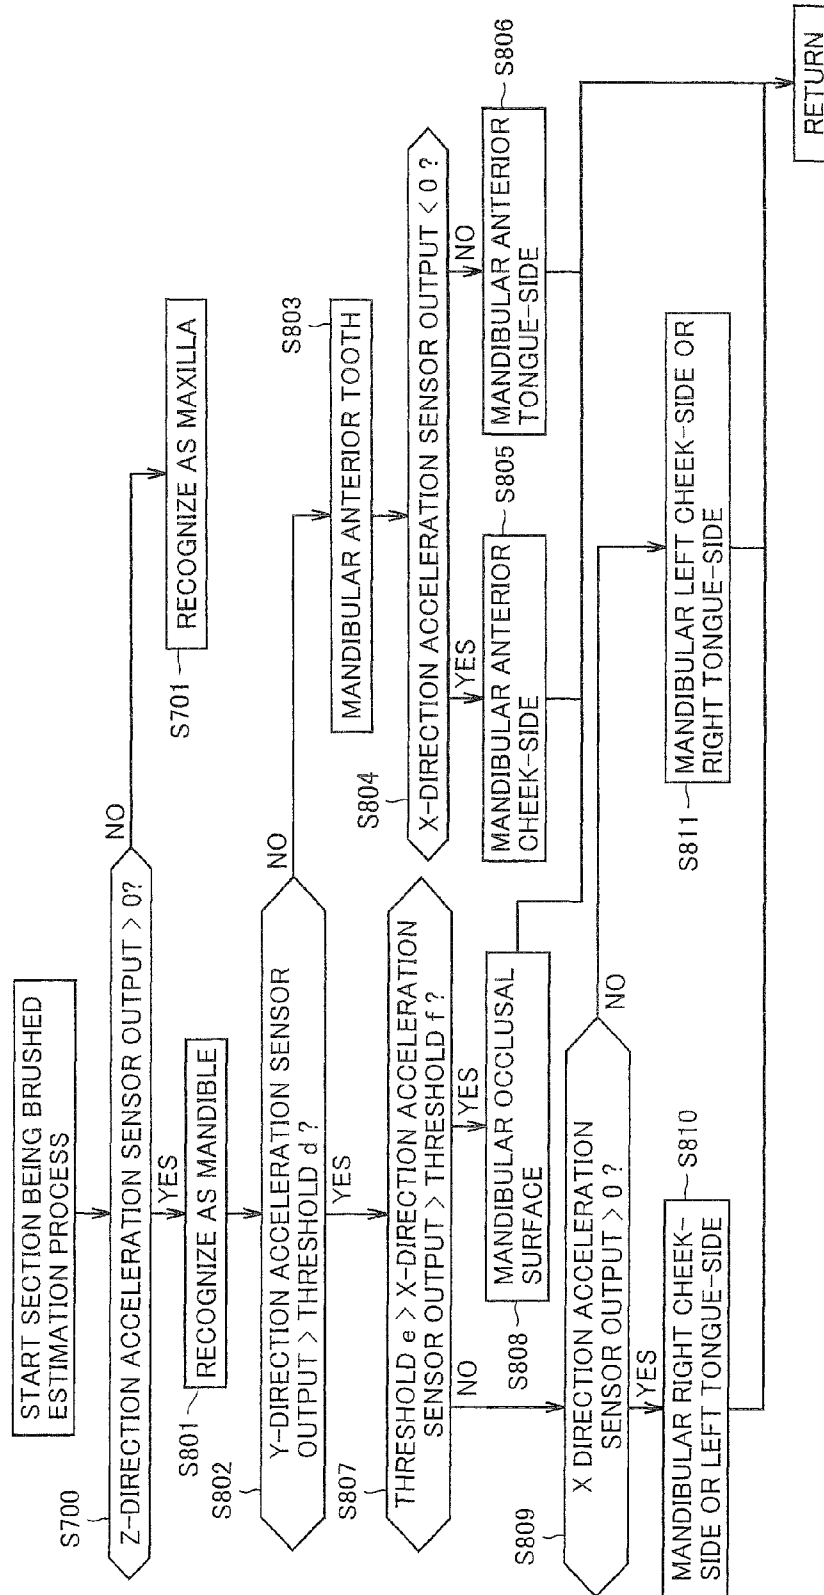 START SECTION BEING BRUSHED
ESTIMATION PROCESS
S700
Z-DIRECTION ACCELERATION SENSOR OUTPUT > 0?
NO
S701
RECOGNIZE AS MAXILLA
YES
S801
RECOGNIZE AS MANDIBLE
S802
Y-DIRECTION ACCELERATION SENSOR
OUTPUT > THRESHOLD d?
NO
S803
MANDIBULAR ANTERIOR TOOTH
S804
X-DIRECTION ACCELERATION SENSOR OUTPUT < 0?
YES
NO
S805
MANDIBULAR ANTERIOR
CHEEK-SIDE
S806
MANDIBULAR ANTERIOR
TONGUE-SIDE
YES
S807
THRESHOLD e > X-DIRECTION ACCELERATION
SENSOR OUTPUT > THRESHOLD f?
YES
S808
MANDIBULAR OCCLUSAL
SURFACE
NO
S809
X DIRECTION ACCELERATION
SENSOR OUTPUT > 0?
NO
YES
S810
MANDIBULAR RIGHT CHEEK-
SIDE OR LEFT TONGUE-SIDE
S811
MANDIBULAR LEFT CHEEK-SIDE OR
RIGHT TONGUE-SIDE
RETURN